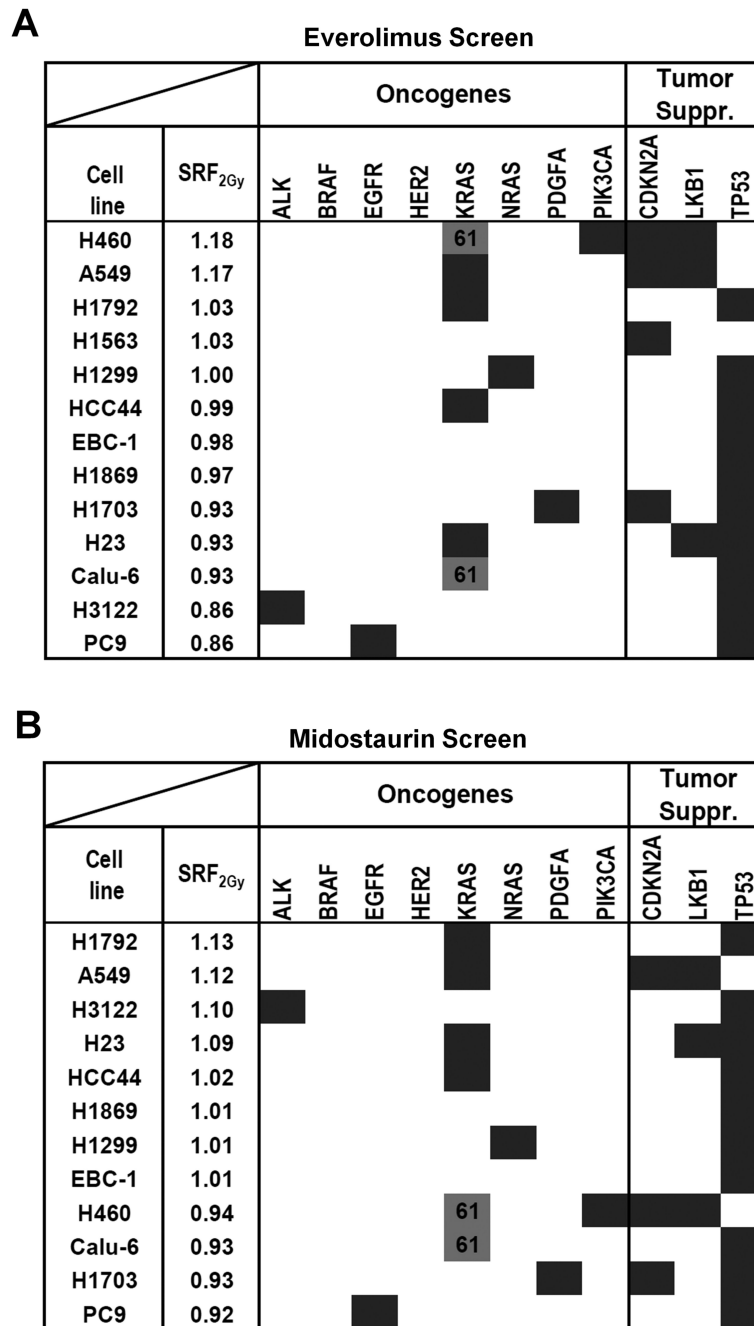 A
Everolimus Screen
Oncogenes
Tumor
Suppr.
Cell
line
SRF2Gy
ALK
BRAF
EGFR
HER2
KRAS
NRAS
PDGFA
PIK3CA
CDKN2A
LKB1
TP53
H460 1.18 61
A549 1.17
H1792 1.03
H1563 1.03
H1299 1.00
HCC44 0.99
EBC-1 0.98
H1869 0.97
H1703 0.93
H23 0.93
Calu-6 0.93 61
H3122 0.86
PC9 0.86
B
Midostaurin Screen
Oncogenes
Tumor
Suppr.
Cell
line
SRF2Gy
ALK
BRAF
EGFR
HER2
KRAS
NRAS
PDGFA
PIK3CA
CDKN2A
LKB1
TP53
H1792 1.13
A549 1.12
H3122 1.10
H23 1.09
HCC44 1.02
H1869 1.01
H1299 1.01
EBC-1 1.01
H460 0.94 61
Calu-6 0.93 61
H1703 0.93
PC9 0.92